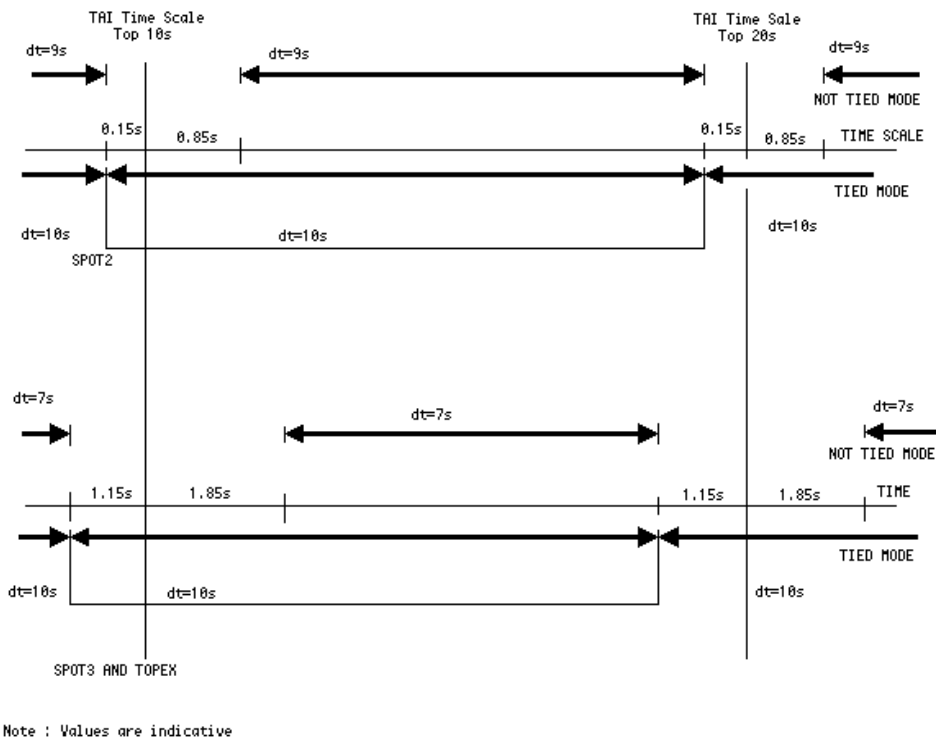 TAI Time Scale
Top 10s
TAI Time Sale
Top 20s
dt=9s
dt=9s
dt=9s
NOT TIED MODE
0.15s
0.85s
0.15s
0.85s
TIME SCALE
TIED MODE
dt=10s
dt=10s
dt=10s
SPOT2
dt=7s
dt=7s
dt=7s
NOT TIED MODE
1.15s
1.85s
1.15s
1.85s
TIME
TIED MODE
dt=10s
dt=10s
dt=10s
SPOT3 AND TOPEX
Note : Values are indicative